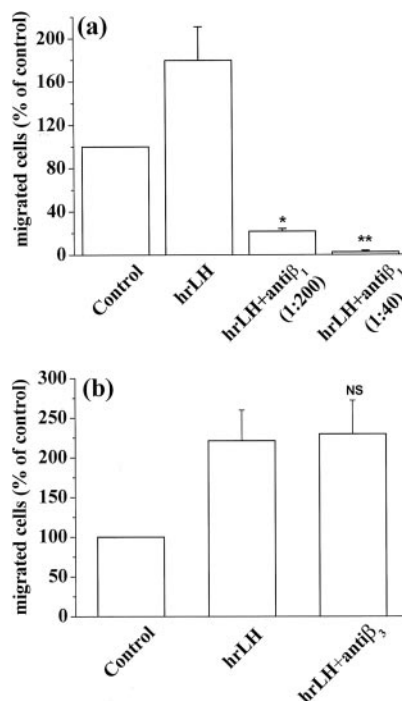 (a)
migrated cells (% of control)
200
160
120
80
40
0
*
**
Control
hrLH
hrLH+antiβ₁
(1:200)
hrLH+antiβ₁
(1:40)
(b)
migrated cells (% of control)
300
250
200
150
100
50
0
NS
Control
hrLH
hrLH+antiβ₃